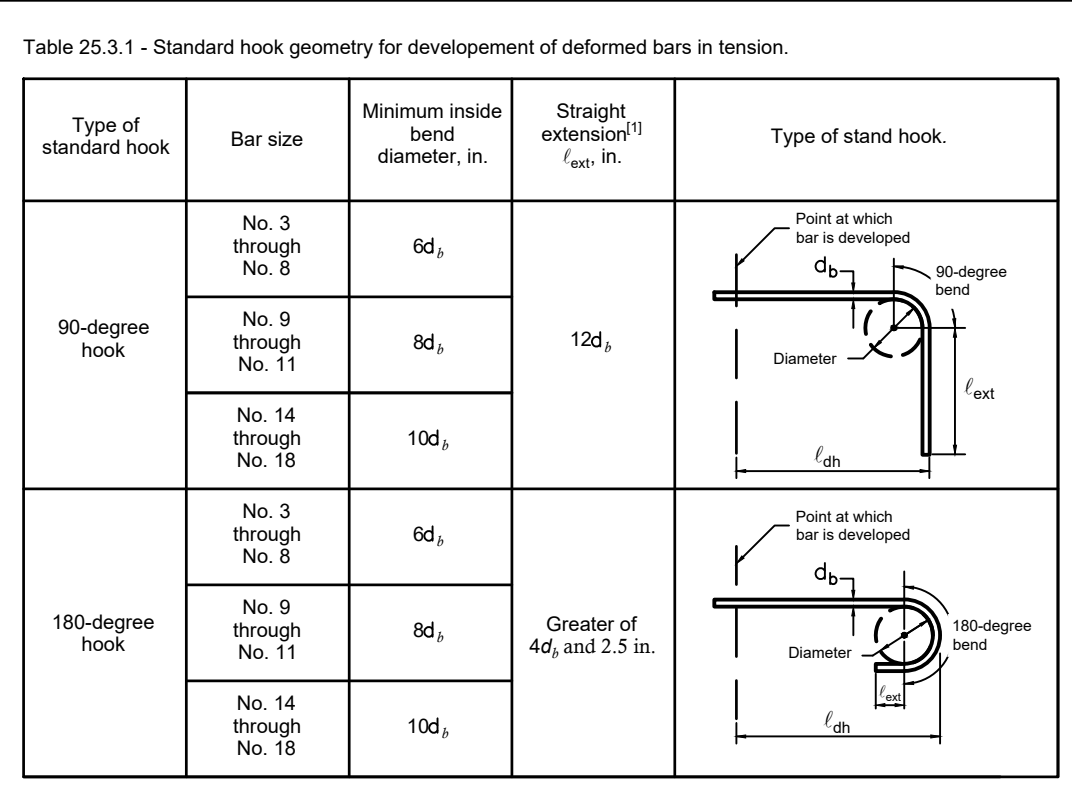 Table 25.3.1 - Standard hook geometry for developement of deformed bars in tension.
Type of
standard hook
Bar size
Minimum inside
bend
diameter, in.
Straight
extension[1]
ℓext, in.
Type of stand hook.
90-degree
hook
No. 3
through
No. 8
6db
No. 9
through
No. 11
8db
No. 14
through
No. 18
10db
12db
Point at which
bar is developed
db
90-degree
bend
Diameter
ℓext
ℓdh
180-degree
hook
No. 3
through
No. 8
6db
No. 9
through
No. 11
8db
No. 14
through
No. 18
10db
Greater of
4db and 2.5 in.
Point at which
bar is developed
db
180-degree
bend
Diameter
ℓext
ℓdh